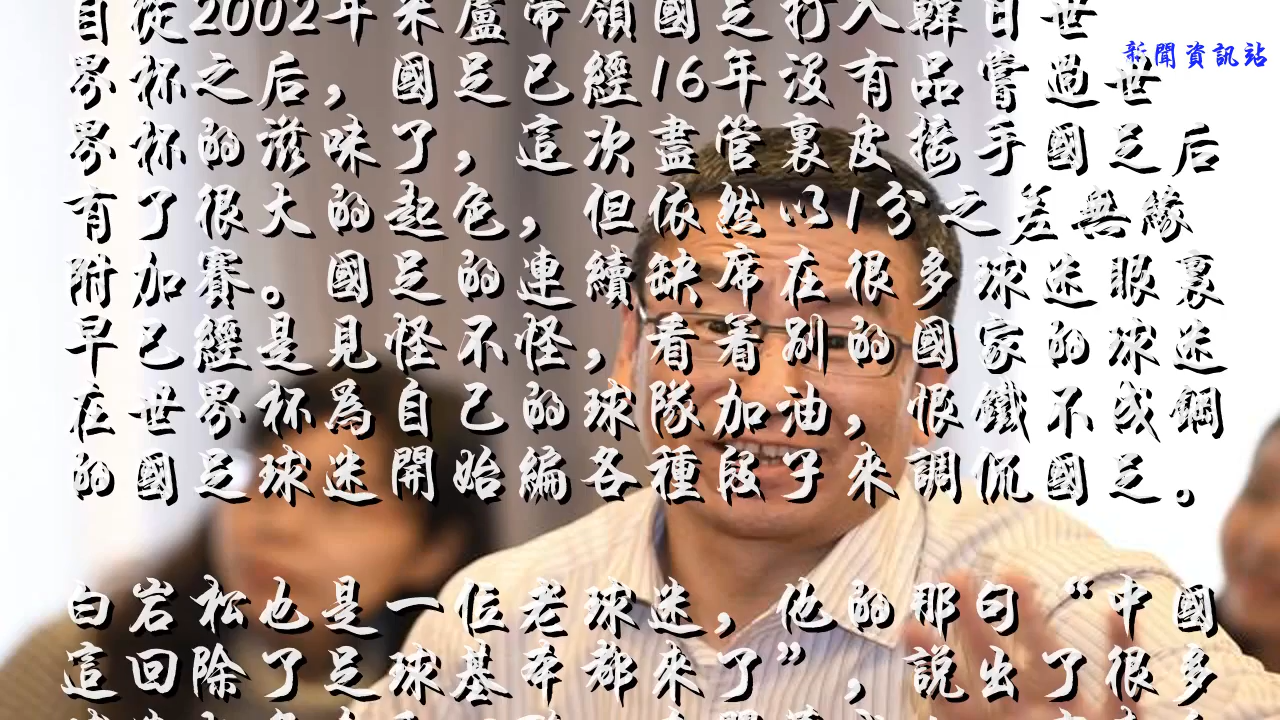 自從2002年米盧帶領國足打入韓日世
新聞資訊站
界杯之后，國足已經16年沒有品嘗過世
界杯的滋味了，這次盡管裏皮接手國足后
有了很大的起色，但依然以1分之差無緣
附加賽。國足的連續缺席在很多球迷眼裏
早已經是見怪不怪，看着別的國家的球迷
在世界杯爲自己的球隊加油，恨鐵不成鋼
的國足球迷開始編各種段子來調侃國足。
白岩松也是一位老球迷，他的那句“中國
這回除了足球基本都來了”，說出了很多